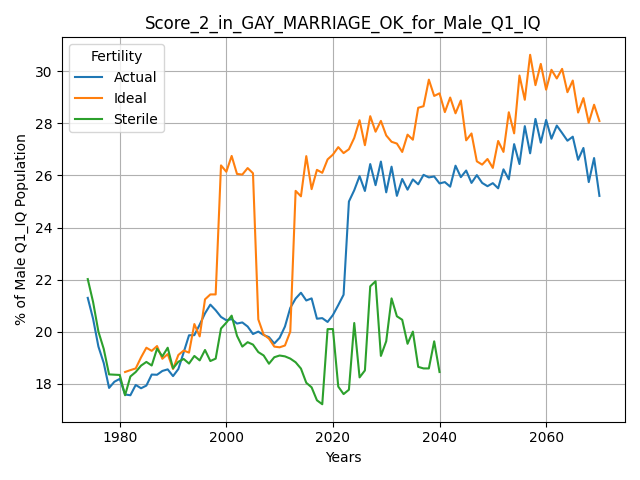 Score_2_in_GAY_MARRIAGE_OK_for_Male_Q1_IQ
Fertility
Actual
Ideal
Sterile
% of Male Q1_IQ Population
30
28
26
24
22
20
18
1980
2000
2020
2040
2060
Years